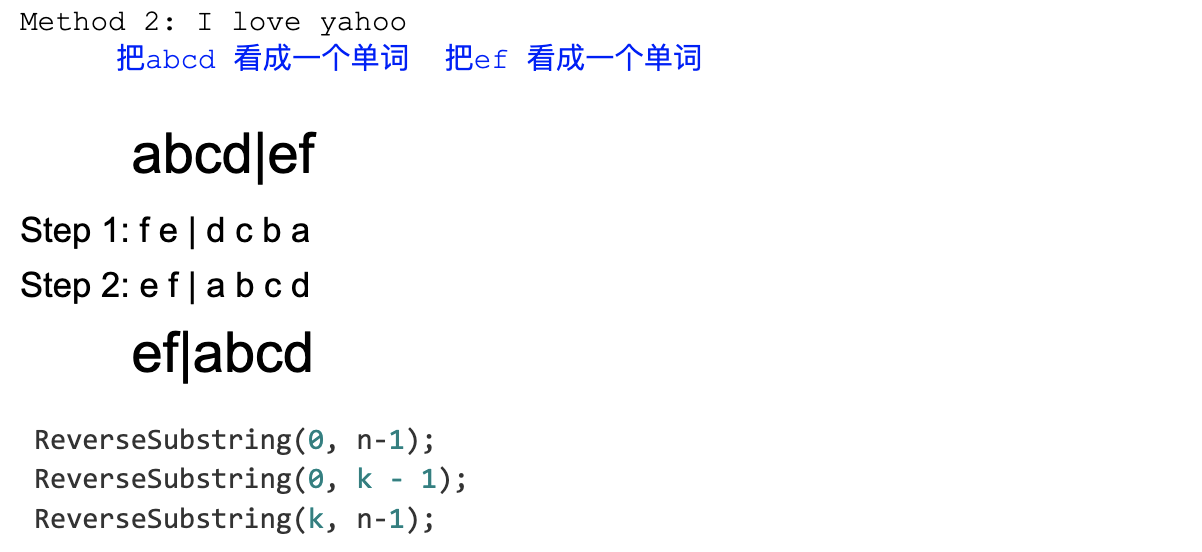 Method 2: I love yahoo
把abcd 看成一个单词 把ef 看成一个单词
abcd|ef
Step 1: f e | d c b a
Step 2: e f | a b c d
ef|abcd
ReverseSubstring(0, n-1);
ReverseSubstring(0, k - 1);
ReverseSubstring(k, n-1);